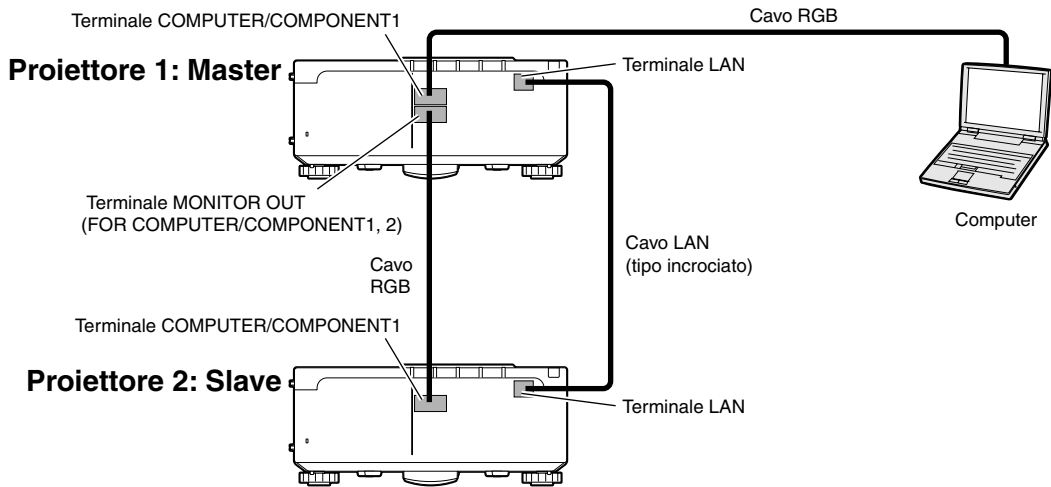 Terminale COMPUTER/COMPONENT1
Cavo RGB
Proiettore 1: Master
Terminale LAN
Terminale MONITOR OUT
(FOR COMPUTER/COMPONENT1, 2)
Computer
Cavo LAN
(tipo incrociato)
Cavo
RGB
Terminale COMPUTER/COMPONENT1
Proiettore 2: Slave
Terminale LAN